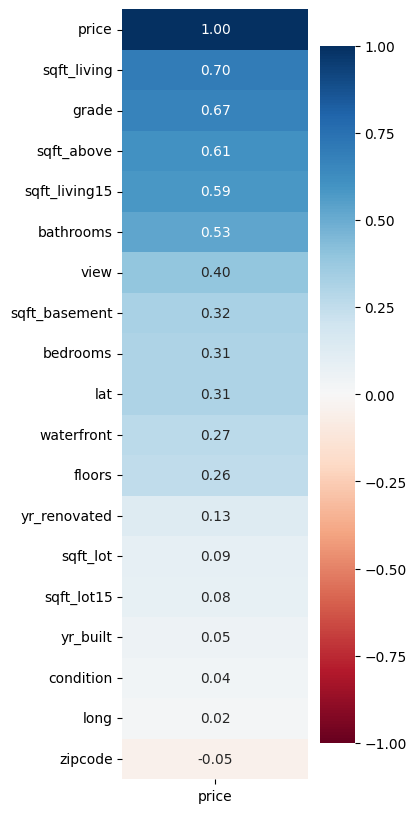 price 1.00
sqft_living 0.70
grade 0.67
sqft_above 0.61
sqft_living15 0.59
bathrooms 0.53
view 0.40
sqft_basement 0.32
bedrooms 0.31
lat 0.31
waterfront 0.27
floors 0.26
yr_renovated 0.13
sqft_lot 0.09
sqft_lot15 0.08
yr_built 0.05
condition 0.04
long 0.02
zipcode -0.05
price
1.00
0.75
0.50
0.25
0.00
−0.25
−0.50
−0.75
−1.00